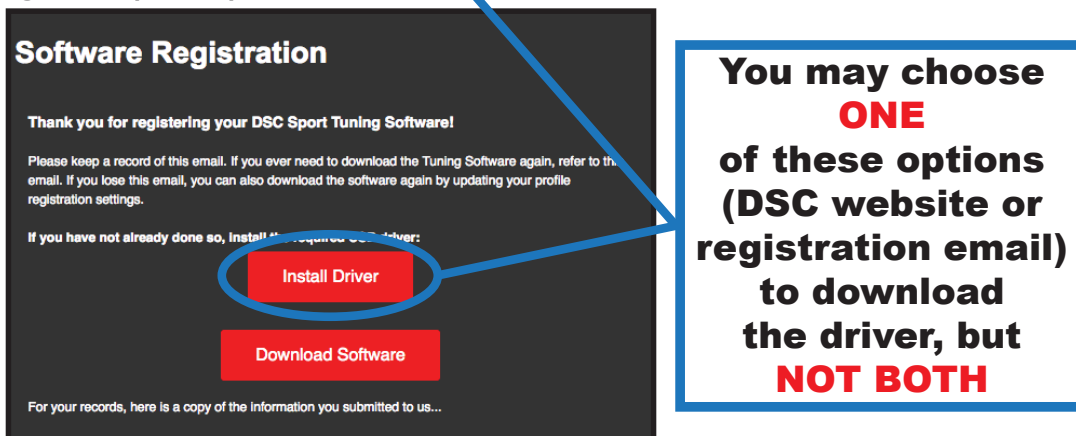 Software Registration
Thank you for registering your DSC Sport Tuning Software!
Please keep a record of this email. If you ever need to download the Tuning Software again, refer to
email. If you lose this email, you can also download the software again by updating your profile
registration settings.
If you have not already done so, install the required USB driver:
Install Driver
Download Software
For your records, here is a copy of the information you submitted to us...
You may choose
ONE
of these options
(DSC website or
registration email)
to download
the driver, but
NOT BOTH